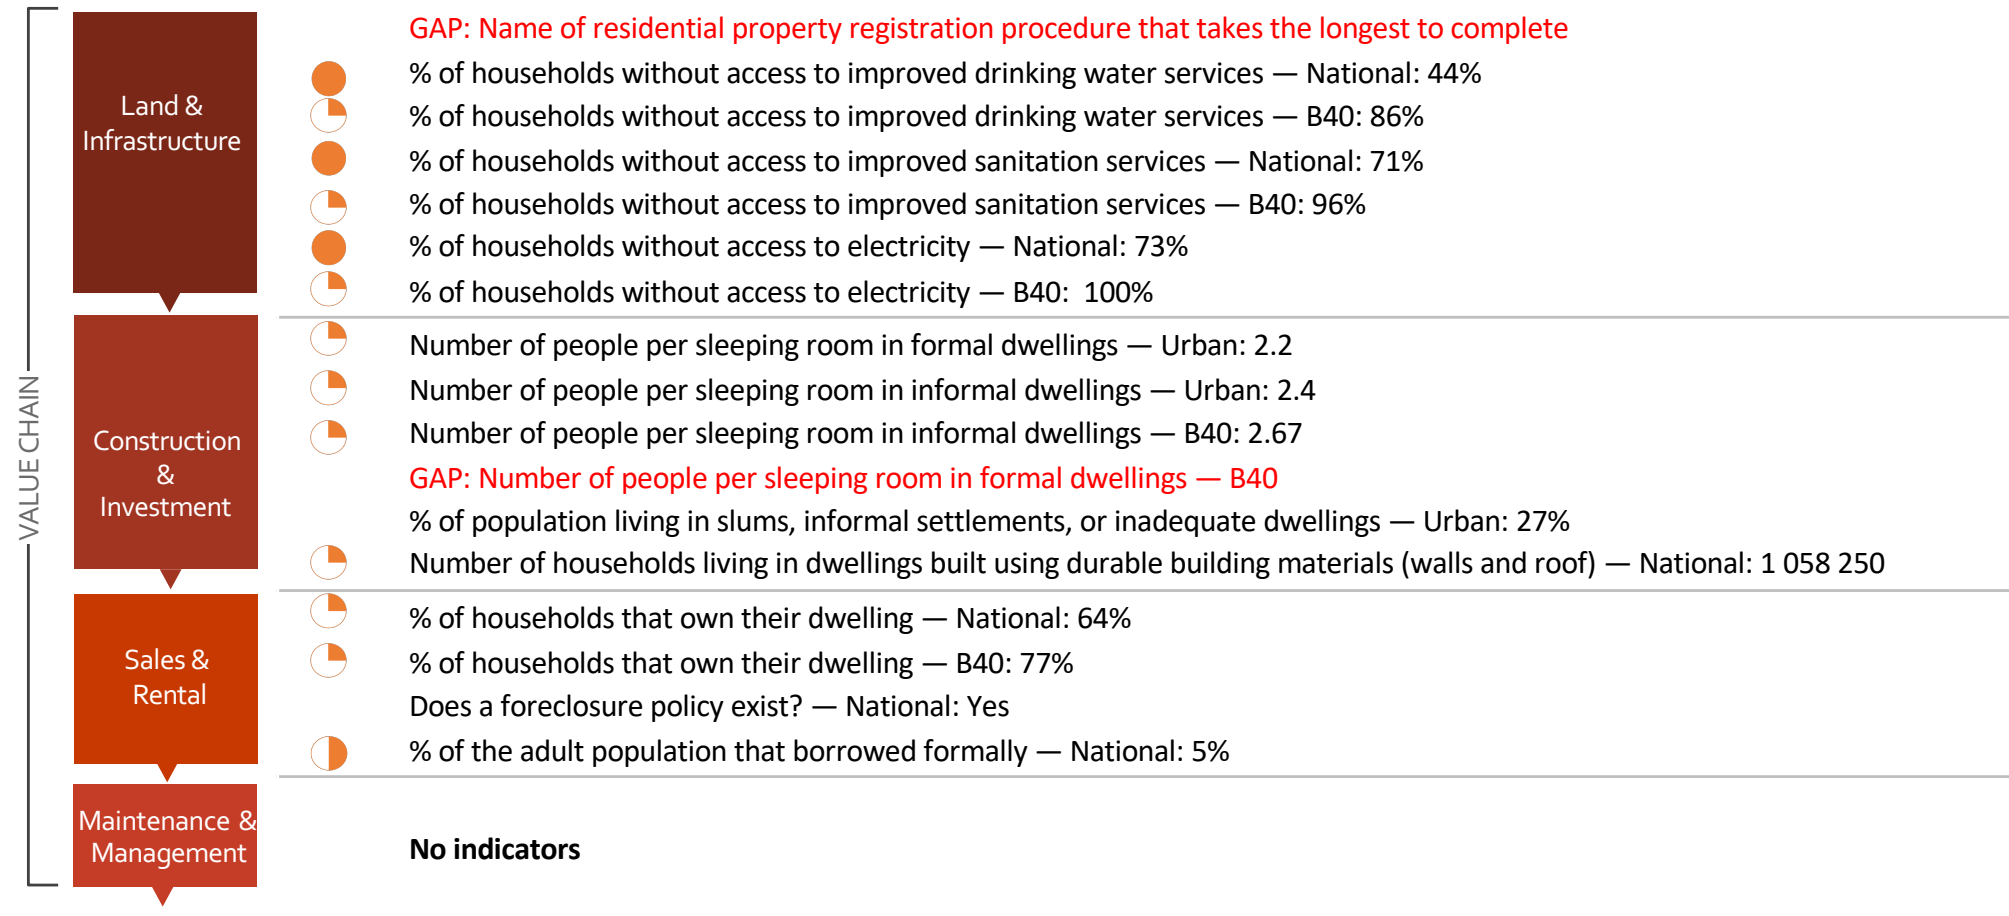 VALUE CHAIN
Land &
Infrastructure
GAP: Name of residential property registration procedure that takes the longest to complete
% of households without access to improved drinking water services — National: 44%
% of households without access to improved drinking water services — B40: 86%
% of households without access to improved sanitation services — National: 71%
% of households without access to improved sanitation services — B40: 96%
% of households without access to electricity — National: 73%
% of households without access to electricity — B40: 100%
Construction
&
Investment
Number of people per sleeping room in formal dwellings — Urban: 2.2
Number of people per sleeping room in informal dwellings — Urban: 2.4
Number of people per sleeping room in informal dwellings — B40: 2.67
GAP: Number of people per sleeping room in formal dwellings — B40
% of population living in slums, informal settlements, or inadequate dwellings — Urban: 27%
Number of households living in dwellings built using durable building materials (walls and roof) — National: 1 058 250
Sales &
Rental
% of households that own their dwelling — National: 64%
% of households that own their dwelling — B40: 77%
Does a foreclosure policy exist? — National: Yes
% of the adult population that borrowed formally — National: 5%
Maintenance &
Management
No indicators